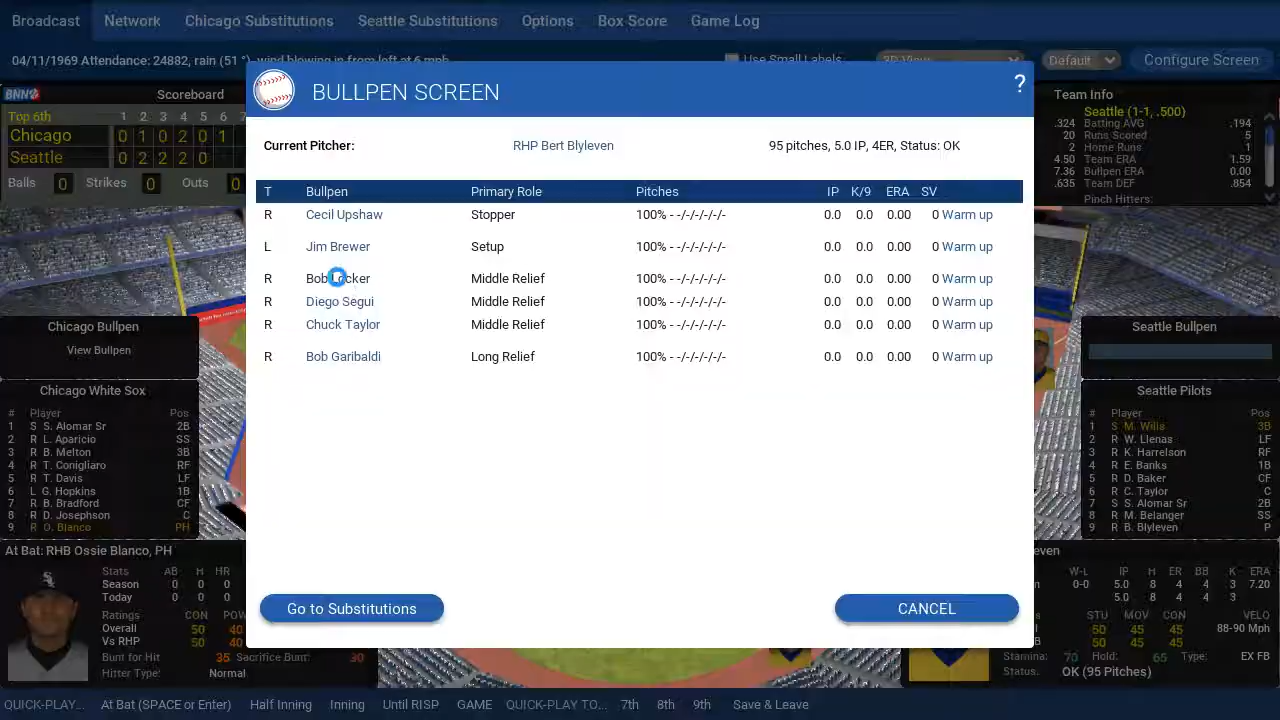 Broadcast Network Chicago Substitutions Seattle Substitutions Options Box Score Game Log
04/11/1969 Attendance: 24882, rain (51 °), wind blowing in from left at 6 mph Use Small Labels: 3D View Default Configure Screen
BNN Scoreboard
Top 6th 1 2 3 4 5 6 7
Chicago 0 1 0 2 0 1
Seattle 0 2 2 2 0
Balls 0 Strikes 0 Outs 0
Chicago Bullpen
View Bullpen
Chicago White Sox
# Player Pos
1 S S. Alomar Sr 2B
2 R L. Aparicio SS
3 R B. Melton 3B
4 R T. Conigliaro RF
5 R T. Davis LF
6 L G. Hopkins 1B
7 R B. Bradford CF
8 R D. Josephson C
9 R O. Blanco PH
At Bat: RHB Ossie Blanco, PH
Stats AB H HR
Season 0 0 0
Today 0 0 0
Ratings CON POW
Overall 50 40
Vs RHP 50 40
Bunt for Hit 35 Sacrifice Bunt: 30
Hitter Type: Normal
BULLPEN SCREEN ?
Current Pitcher: RHP Bert Blyleven 95 pitches, 5.0 IP, 4ER, Status: OK
T Bullpen Primary Role Pitches IP K/9 ERA SV
R Cecil Upshaw Stopper 100% - -/-/-/-/-/- 0.0 0.0 0.00 0 Warm up
L Jim Brewer Setup 100% - -/-/-/-/-/- 0.0 0.0 0.00 0 Warm up
R Bob Locker Middle Relief 100% - -/-/-/-/-/- 0.0 0.0 0.00 0 Warm up
R Diego Segui Middle Relief 100% - -/-/-/-/-/- 0.0 0.0 0.00 0 Warm up
R Chuck Taylor Middle Relief 100% - -/-/-/-/-/- 0.0 0.0 0.00 0 Warm up
R Bob Garibaldi Long Relief 100% - -/-/-/-/-/- 0.0 0.0 0.00 0 Warm up
Go to Substitutions CANCEL
Team Info
Seattle (1-1, .500)
.324 Batting AVG .194
20 Runs Scored 5
2 Home Runs 1
4.50 Team ERA 1.59
7.36 Bullpen ERA 0.00
.635 Team DEF .854
Pinch Hitters:
Seattle Bullpen
Seattle Pilots
# Player Pos
1 S M. Wills 3B
2 R W. Llenas LF
3 R K. Harrelson RF
4 R E. Banks 1B
5 R D. Baker CF
6 R C. Taylor C
7 S S. Alomar Sr 2B
8 R M. Belanger SS
9 R B. Blyleven P
W-L IP H ER BB K ERA
0-0 5.0 8 4 4 3 7.20
5.0 8 4 4 3
STU MOV CON VELO
50 45 45 88-90 Mph
50 45 45
Stamina: 70 Hold: 65 Type: EX FB
Status: OK (95 Pitches)
QUICK-PLAY... At Bat (SPACE or Enter) Half Inning Inning Until RISP GAME QUICK-PLAY TO... 7th 8th 9th Save & Leave